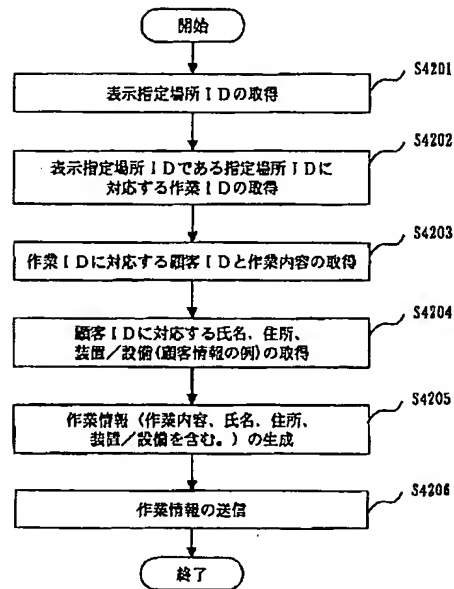 開始
S4201
表示指定場所ＩＤの取得
S4202
表示指定場所ＩＤである指定場所ＩＤに
対応する作業ＩＤの取得
S4203
作業ＩＤに対応する顧客ＩＤと作業内容の取得
S4204
顧客ＩＤに対応する氏名、住所、
装置／設備(顧客情報の例)の取得
S4205
作業情報（作業内容、氏名、住所、
装置／設備を含む。）の生成
S4206
作業情報の送信
終了